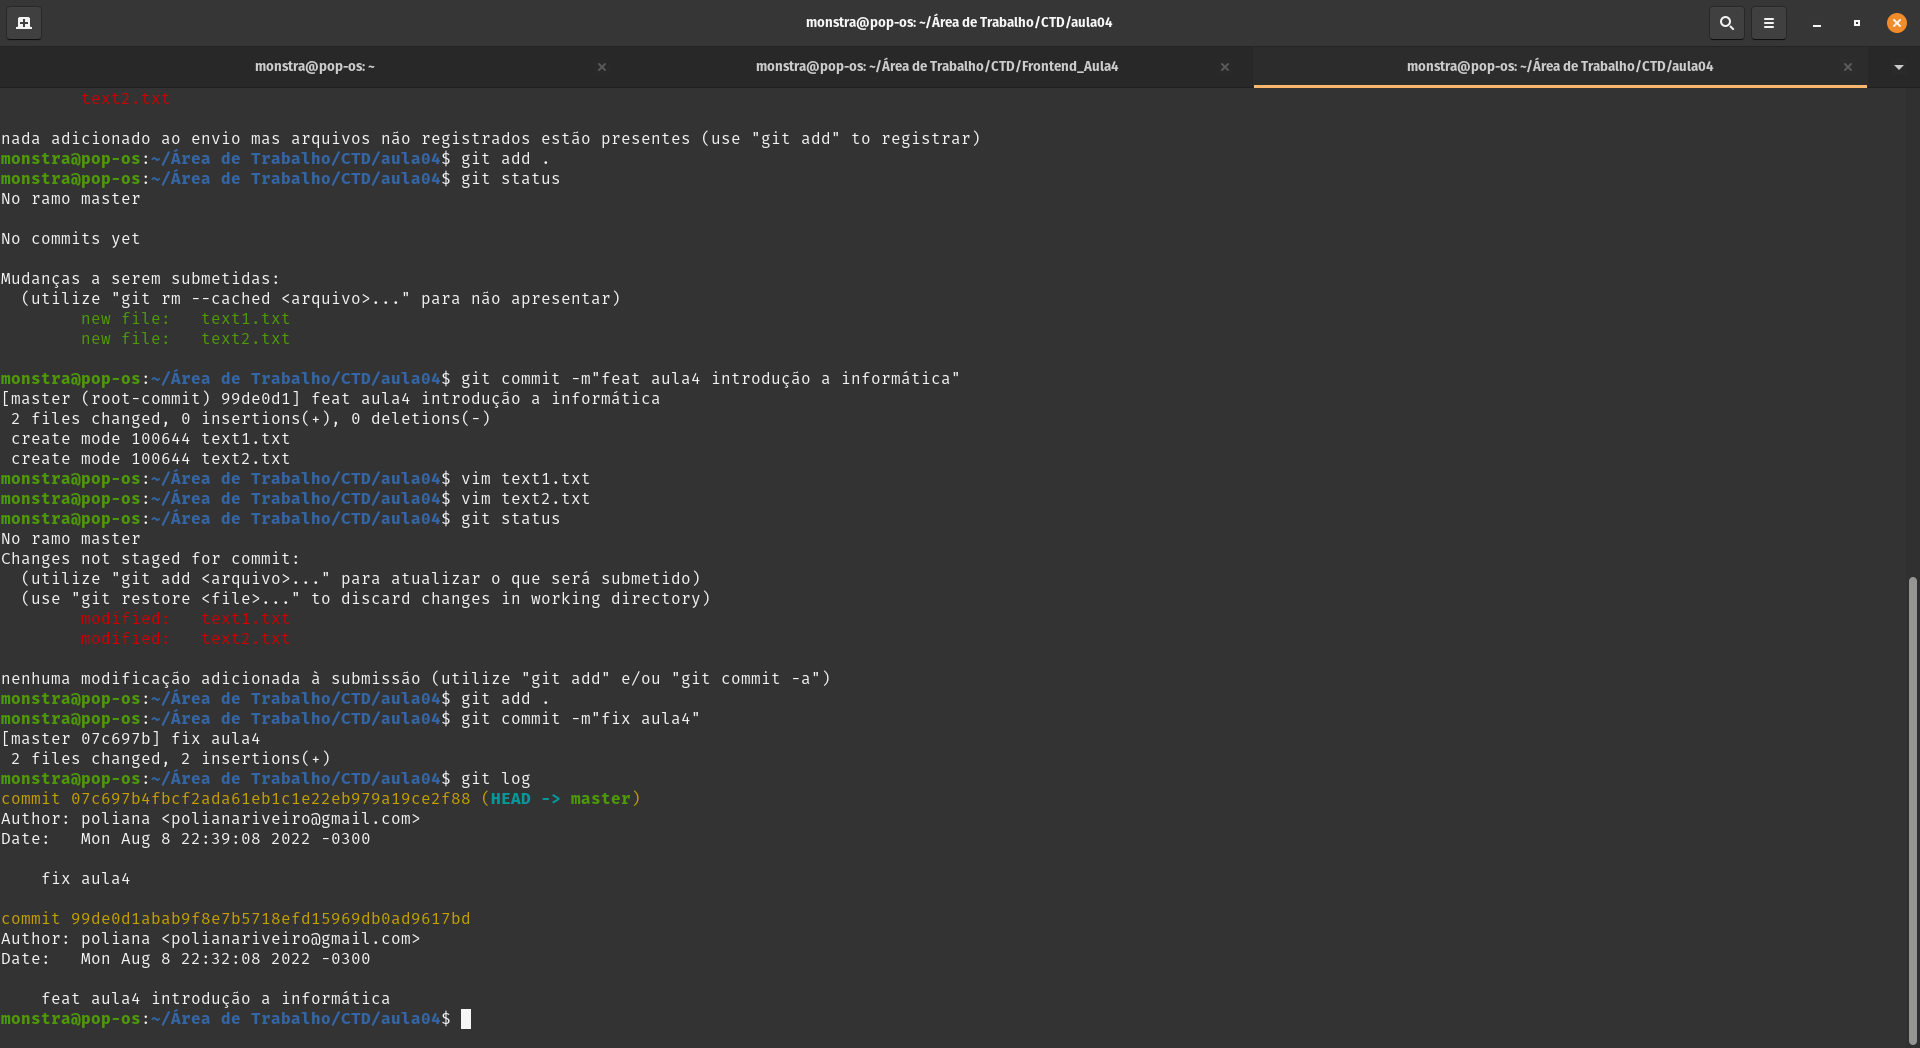 monstra@pop-os: ~/Área de Trabalho/CTD/aula04
monstra@pop-os: ~
monstra@pop-os: ~/Área de Trabalho/CTD/Frontend_Aula4
monstra@pop-os: ~/Área de Trabalho/CTD/aula04
text2.txt
nada adicionado ao envio mas arquivos não registrados estão presentes (use "git add" to registrar)
monstra@pop-os:~/Área de Trabalho/CTD/aula04$ git add .
monstra@pop-os:~/Área de Trabalho/CTD/aula04$ git status
No ramo master
No commits yet
Mudanças a serem submetidas:
  (utilize "git rm --cached <arquivo>..." para não apresentar)
        new file:   text1.txt
        new file:   text2.txt
monstra@pop-os:~/Área de Trabalho/CTD/aula04$ git commit -m"feat aula4 introdução a informática"
[master (root-commit) 99de0d1] feat aula4 introdução a informática
 2 files changed, 0 insertions(+), 0 deletions(-)
 create mode 100644 text1.txt
 create mode 100644 text2.txt
monstra@pop-os:~/Área de Trabalho/CTD/aula04$ vim text1.txt
monstra@pop-os:~/Área de Trabalho/CTD/aula04$ vim text2.txt
monstra@pop-os:~/Área de Trabalho/CTD/aula04$ git status
No ramo master
Changes not staged for commit:
  (utilize "git add <arquivo>..." para atualizar o que será submetido)
  (use "git restore <file>..." to discard changes in working directory)
        modified:   text1.txt
        modified:   text2.txt
nenhuma modificação adicionada à submissão (utilize "git add" e/ou "git commit -a")
monstra@pop-os:~/Área de Trabalho/CTD/aula04$ git add .
monstra@pop-os:~/Área de Trabalho/CTD/aula04$ git commit -m"fix aula4"
[master 07c697b] fix aula4
 2 files changed, 2 insertions(+)
monstra@pop-os:~/Área de Trabalho/CTD/aula04$ git log
commit 07c697b4fbcf2ada61eb1c1e22eb979a19ce2f88 (HEAD -> master)
Author: poliana <polianariveiro@gmail.com>
Date:   Mon Aug 8 22:39:08 2022 -0300
    fix aula4
commit 99de0d1abab9f8e7b5718efd15969db0ad9617bd
Author: poliana <polianariveiro@gmail.com>
Date:   Mon Aug 8 22:32:08 2022 -0300
    feat aula4 introdução a informática
monstra@pop-os:~/Área de Trabalho/CTD/aula04$